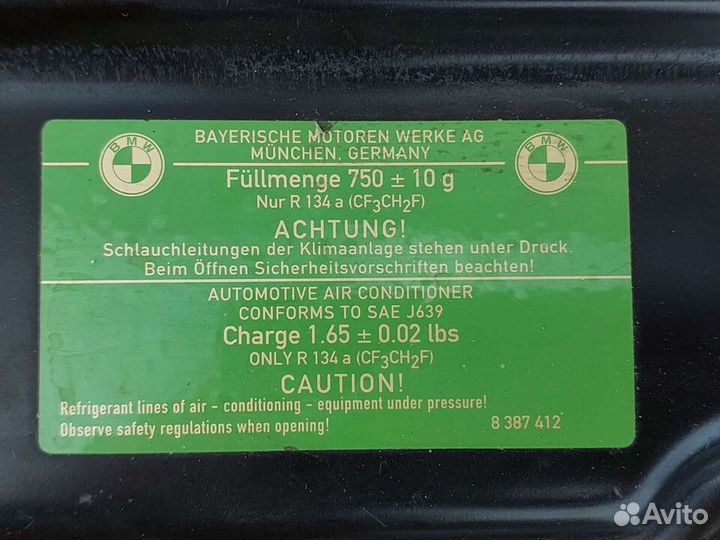 BAYERISCHE MOTOREN WERKE AG
MÜNCHEN, GERMANY
BMW
BMW
Füllmenge 750 ± 10 g
Nur R 134 a (CF3CH2F)
ACHTUNG!
Schlauchleitungen der Klimaanlage stehen unter Druck.
Beim Öffnen Sicherheitsvorschriften beachten!
AUTOMOTIVE AIR CONDITIONER
CONFORMS TO SAE J639
Charge 1.65 ± 0.02 lbs
ONLY R 134 a (CF3CH2F)
CAUTION!
Refrigerant lines of air - conditioning - equipment under pressure!
Observe safety regulations when opening!
8 387 412
Avito